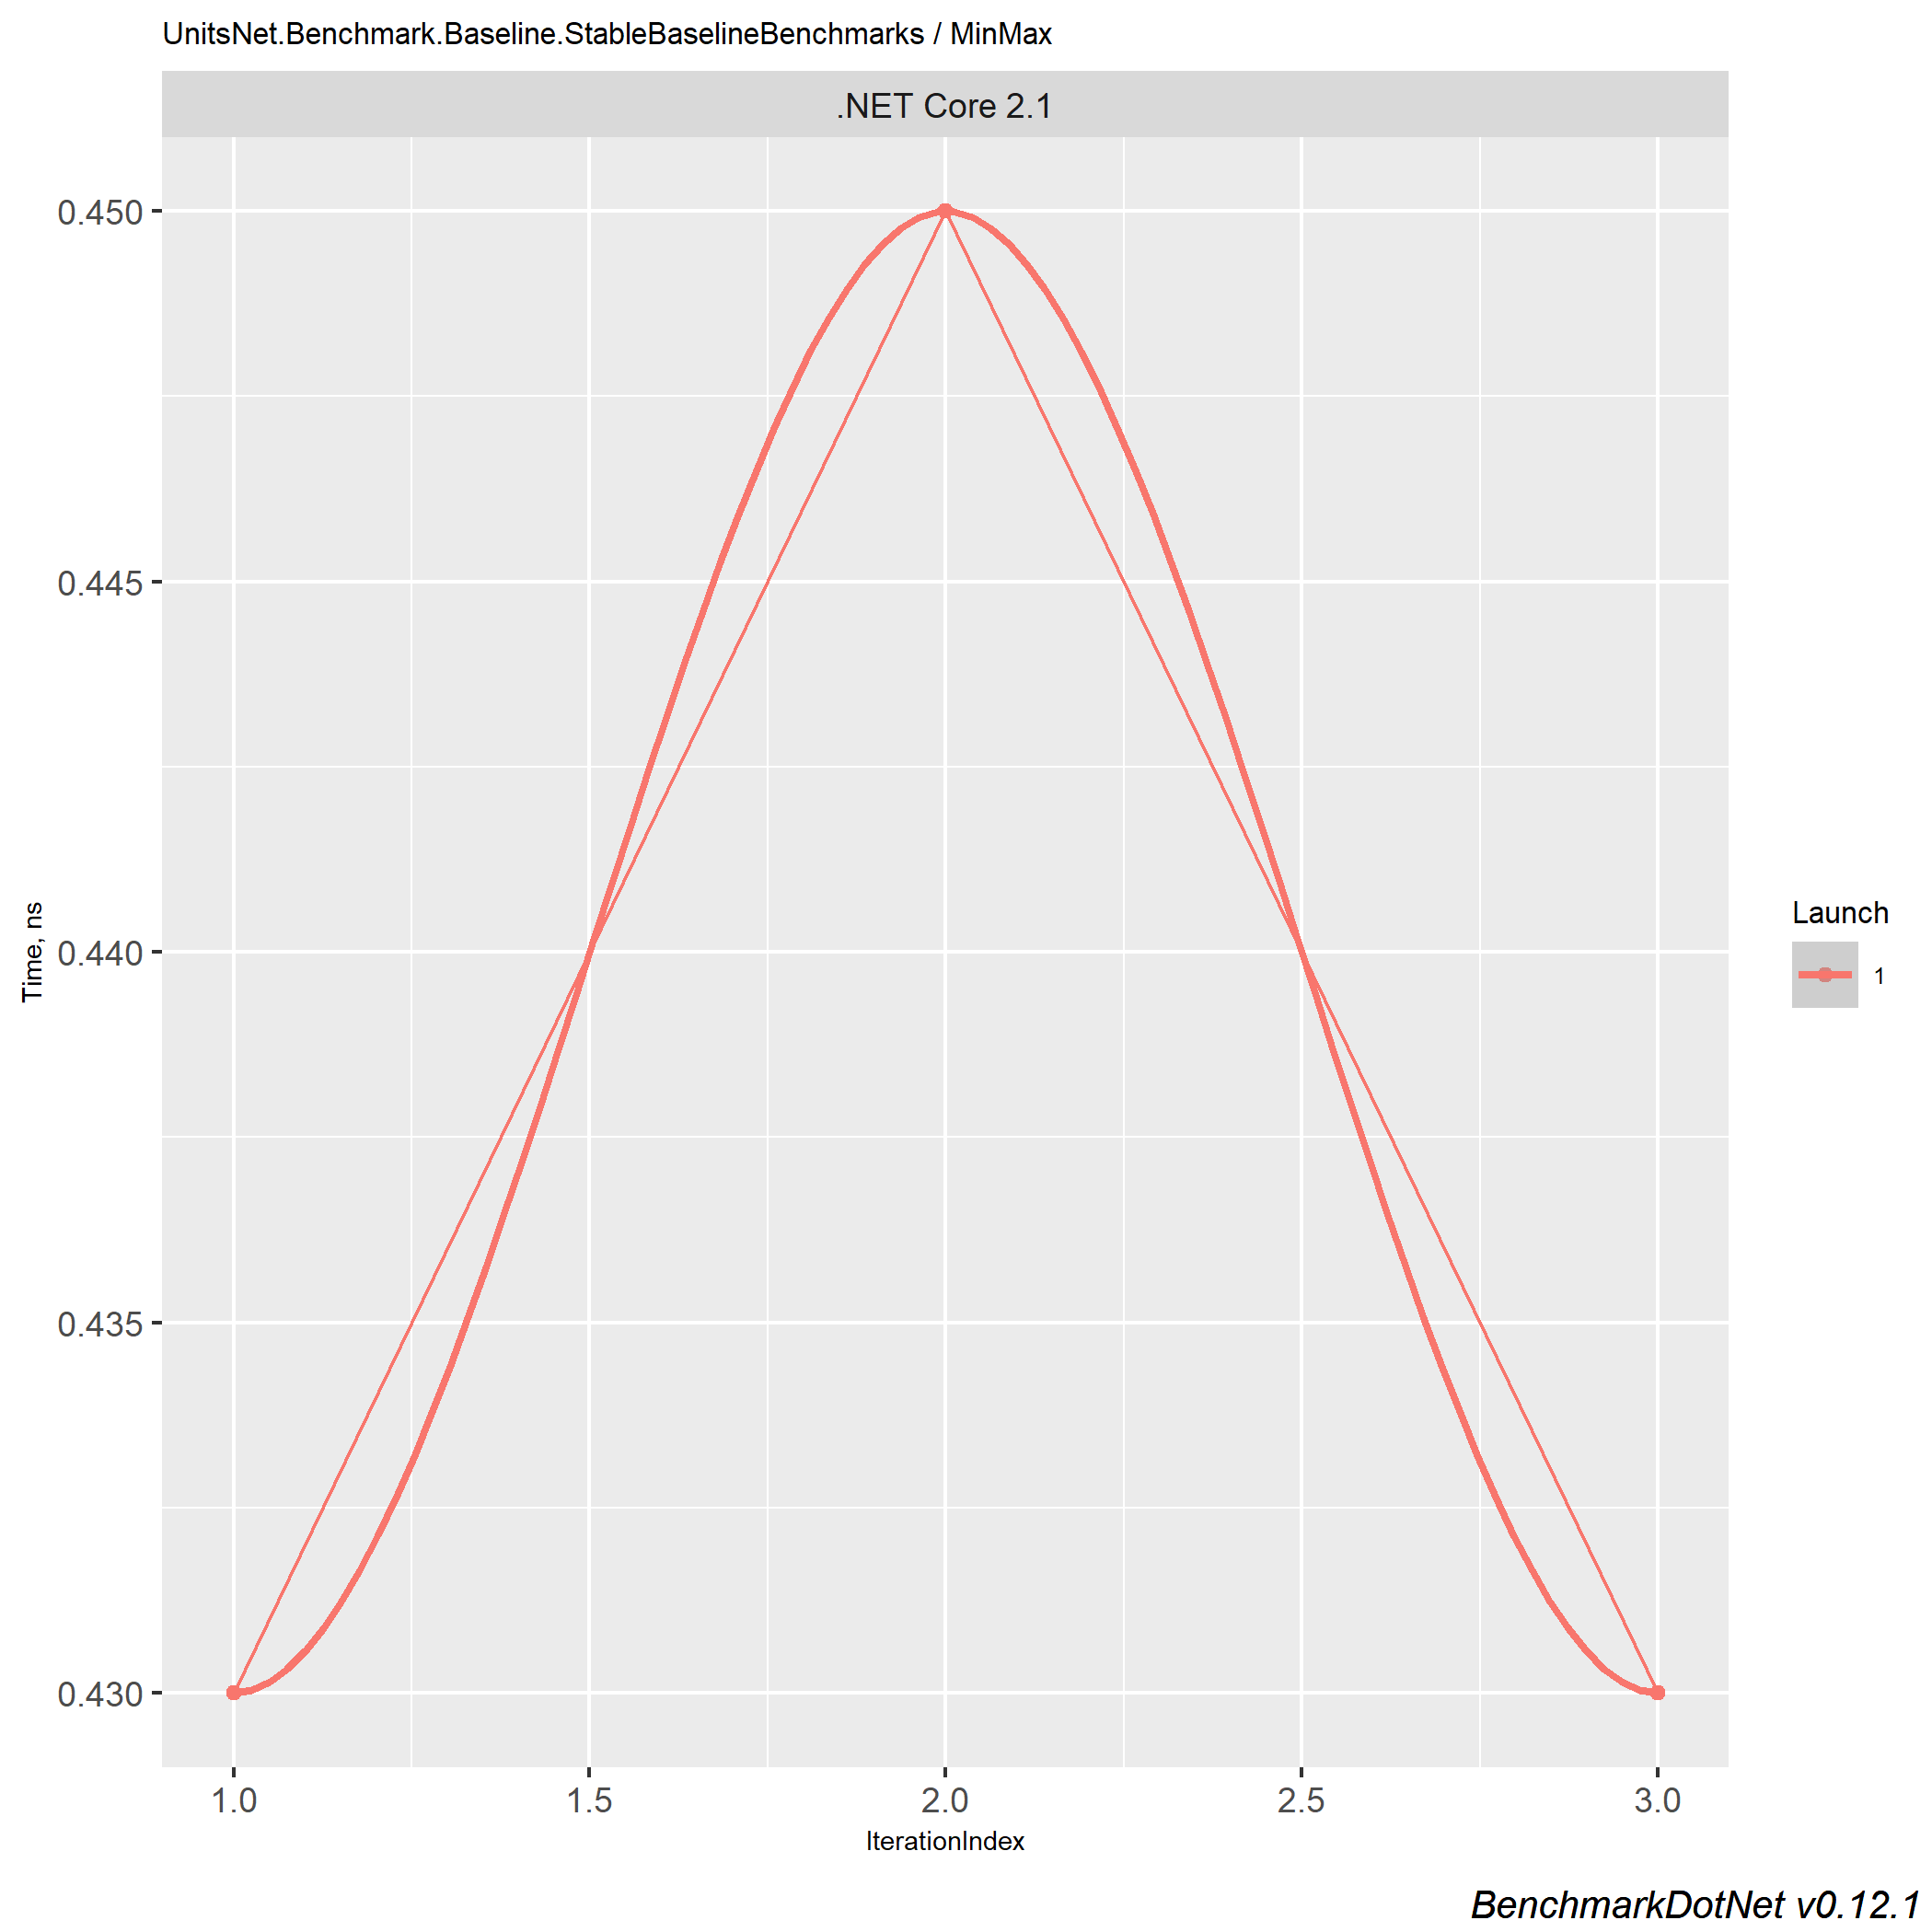 UnitsNet.Benchmark.Baseline.StableBaselineBenchmarks / MinMax
.NET Core 2.1
0.450
0.445
0.440
0.435
0.430
Time, ns
1.0 1.5 2.0 2.5 3.0
IterationIndex
Launch
1
BenchmarkDotNet v0.12.1